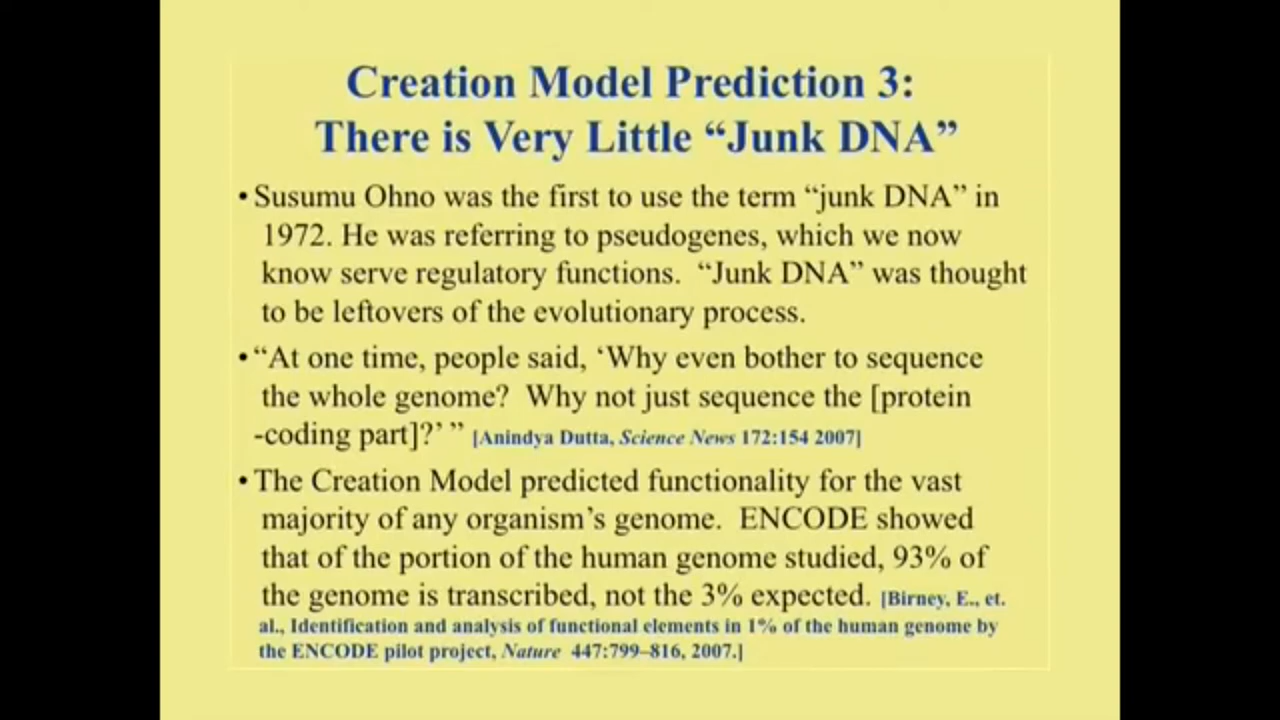 Creation Model Prediction 3:
There is Very Little “Junk DNA”
• Susumu Ohno was the first to use the term “junk DNA” in
1972. He was referring to pseudogenes, which we now
know serve regulatory functions. “Junk DNA” was thought
to be leftovers of the evolutionary process.
• “At one time, people said, ‘Why even bother to sequence
the whole genome? Why not just sequence the [protein
-coding part]?’ ” [Anindya Dutta, Science News 172:154 2007]
• The Creation Model predicted functionality for the vast
majority of any organism’s genome. ENCODE showed
that of the portion of the human genome studied, 93% of
the genome is transcribed, not the 3% expected. [Birney, E., et.
al., Identification and analysis of functional elements in 1% of the human genome by
the ENCODE pilot project, Nature 447:799–816, 2007.]